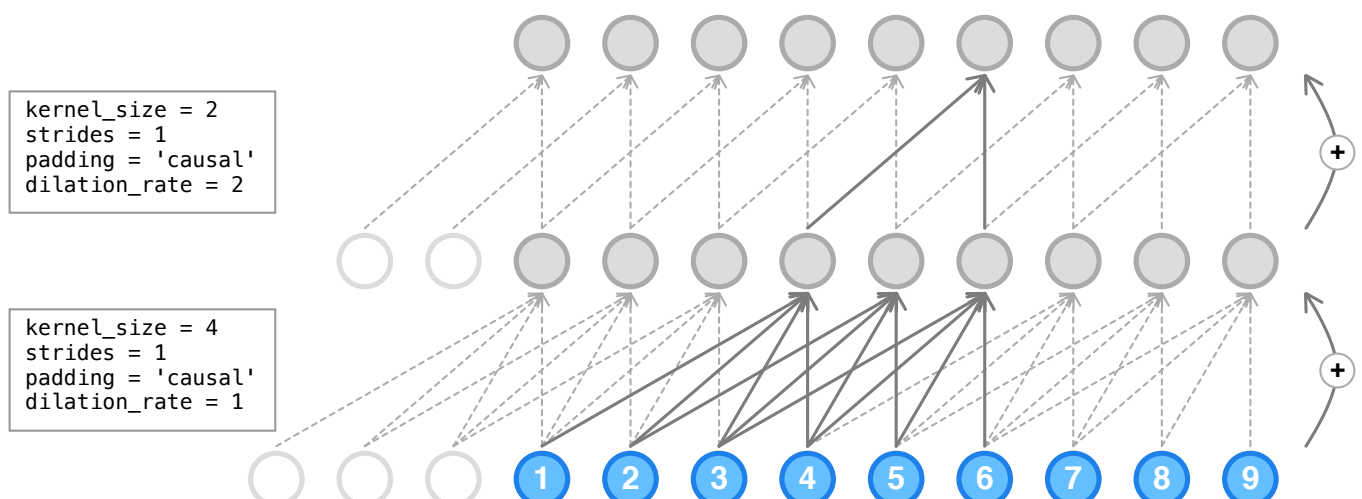 kernel_size = 2
strides = 1
padding = 'causal'
dilation_rate = 2
+
kernel_size = 4
strides = 1
padding = 'causal'
dilation_rate = 1
+
1 2 3 4 5 6 7 8 9